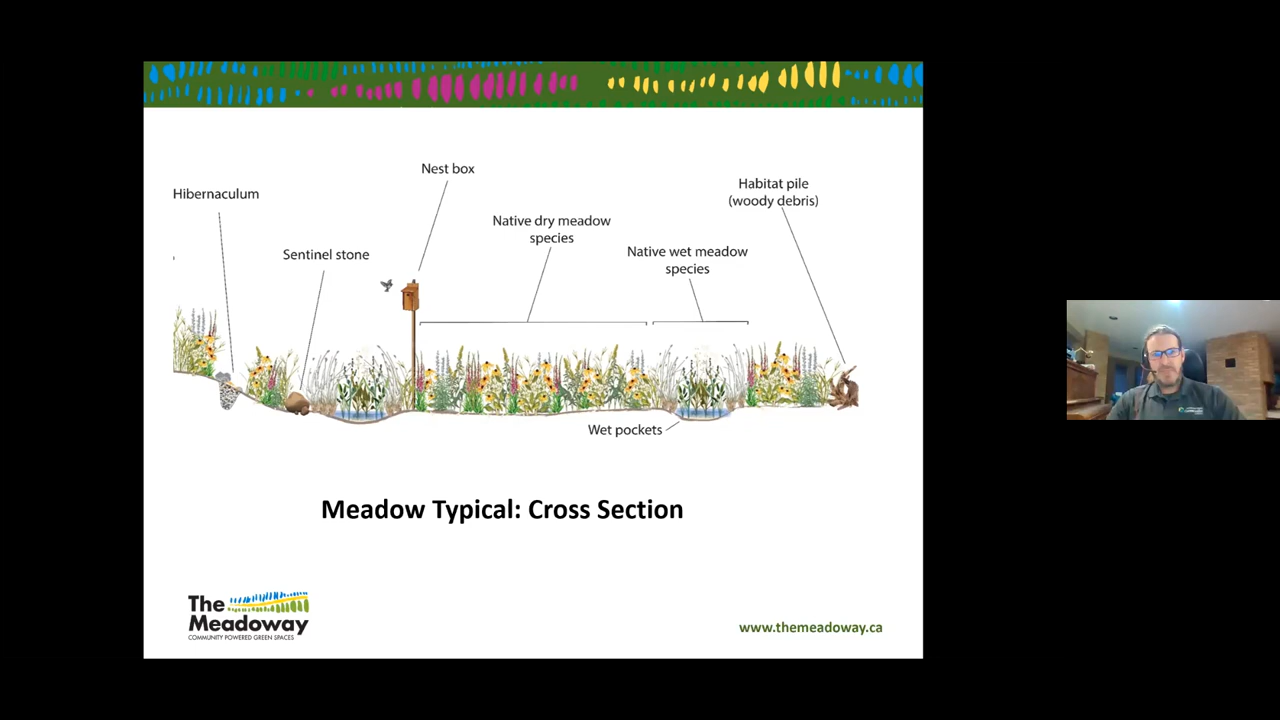 Nest box
Hibernaculum
Habitat pile
(woody debris)
Native dry meadow
species
Sentinel stone
Native wet meadow
species
Wet pockets
Meadow Typical: Cross Section
The
Meadoway
COMMUNITY POWERED GREEN SPACES
www.themeadoway.ca